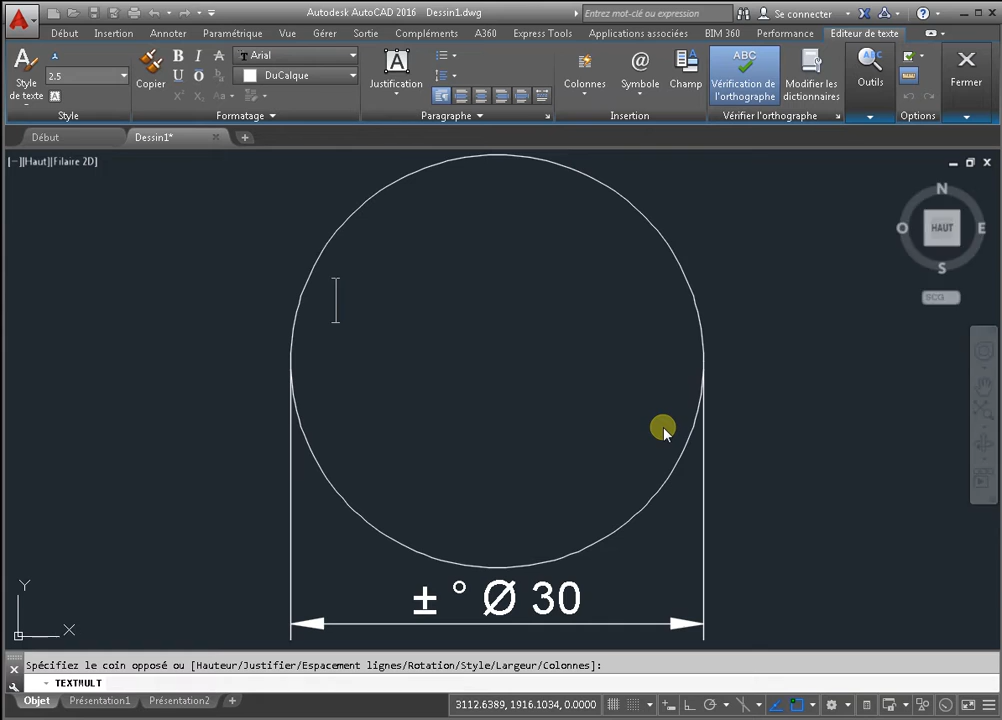 Autodesk AutoCAD 2016 Dessin1.dwg
Entrez mot-clé ou expression
Se connecter
Début Insertion Annoter Paramétrique Vue Gérer Sortie Compléments A360 Express Tools Applications associées BIM 360 Performance Editeur de texte
A B I A Arial ABC ABC
2.5 U O DuCalque
Style de texte
Copier
Aa
Justification
Colonnes
@ Symbole
Champ
Vérification de l'orthographe
Modifier les dictionnaires
Outils
Fermer
Style Formatage Paragraphe Insertion Vérifier l'orthographe Options
Début Dessin1*
[−][Haut][Filaire 2D]
N
O HAUT E
S
SCG
± ° Ø 30
Y
X
Spécifiez le coin opposé ou [Hauteur/Justifier/Espacement lignes/Rotation/Style/Largeur/Colonnes]:
TEXTMULT
Objet Présentation1 Présentation2 +
3112.6389, 1916.1034, 0.0000